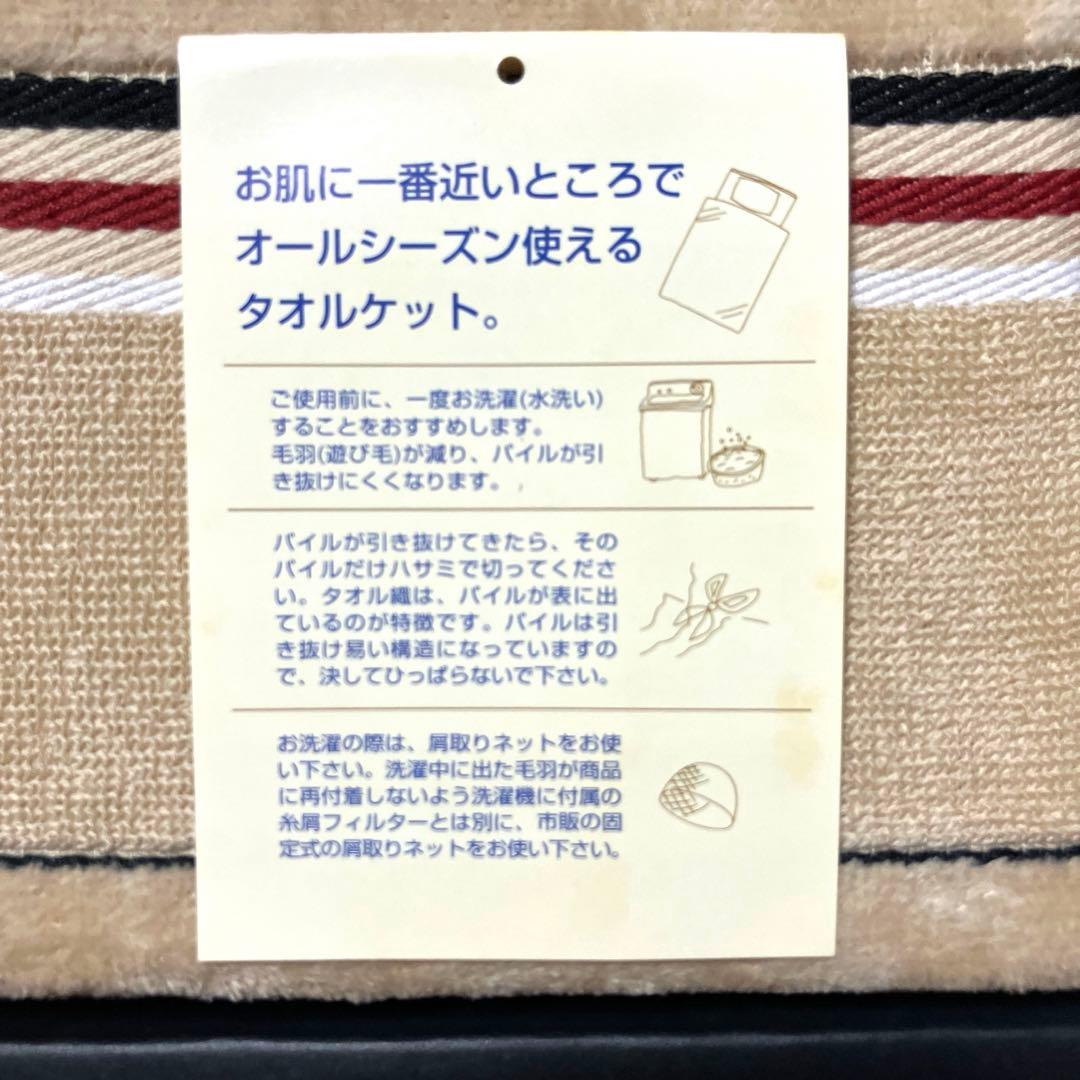 お肌に一番近いところで
オールシーズン使える
タオルケット。
ご使用前に、一度お洗濯(水洗い)
することをおすすめします。
毛羽(遊び毛)が減り、パイルが引
き抜けにくくなります。
パイルが引き抜けてきたら、その
パイルだけハサミで切ってくださ
い。タオル織は、パイルが表に出
ているのが特徴です。パイルは引
き抜け易い構造になっていますの
で、決してひっぱらないで下さい。
お洗濯の際は、屑取りネットをお使
い下さい。洗濯中に出た毛羽が商品
に再付着しないよう洗濯機に付属の
糸屑フィルターとは別に、市販の固
定式の屑取りネットをお使い下さい。